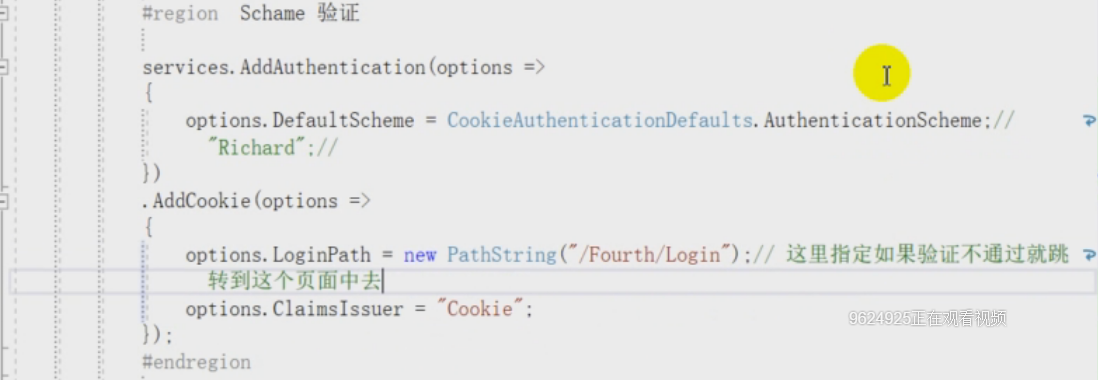 #region  Schame 验证
services.AddAuthentication(options =>
{
options.DefaultScheme = CookieAuthenticationDefaults.AuthenticationScheme;//
"Richard";//
})
.AddCookie(options =>
{
options.LoginPath = new PathString("/Fourth/Login");// 这里指定如果验证不通过就跳
转到这个页面中去
options.ClaimsIssuer = "Cookie";
9624925正在观看视频
});
#endregion